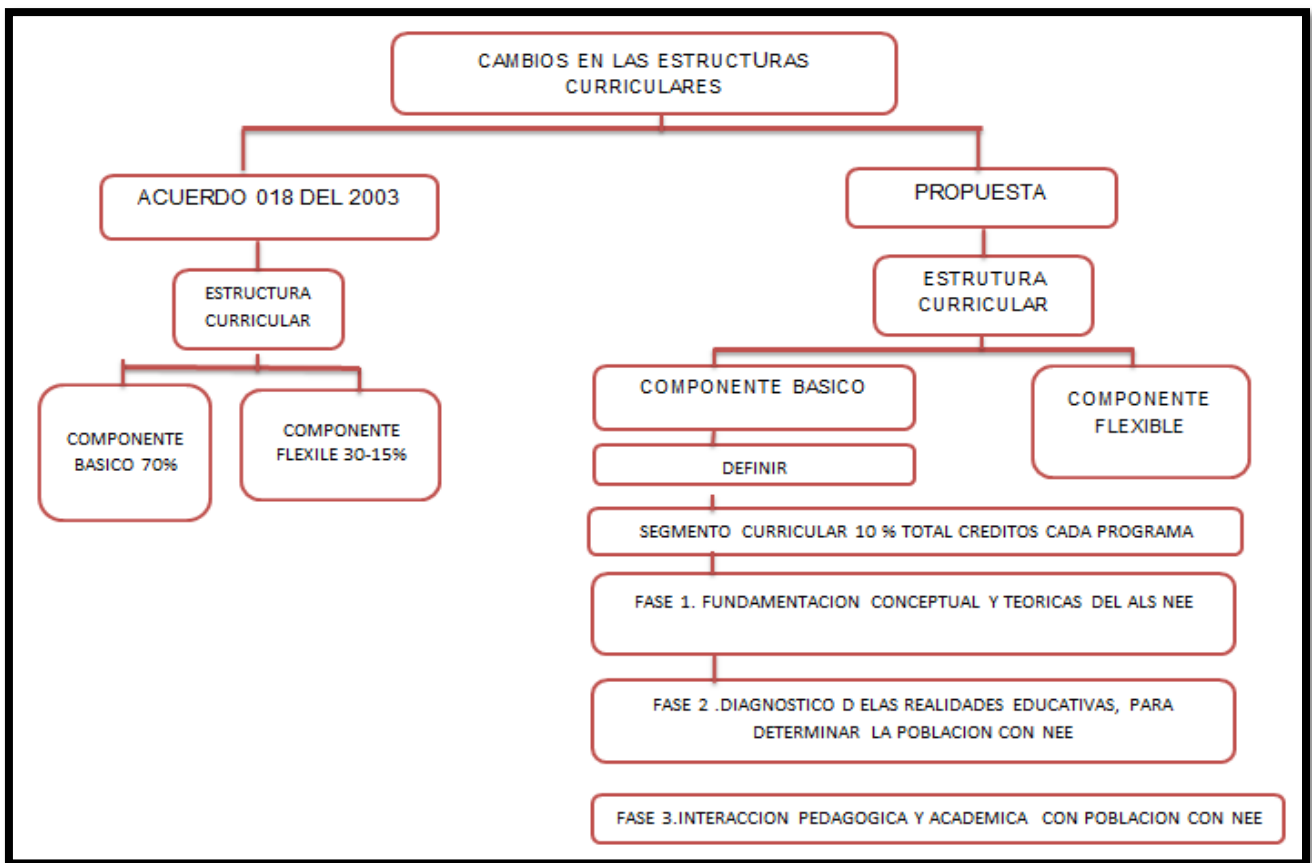 CAMBIOS EN LAS ESTRUCTURAS
CURRICULARES
ACUERDO 018 DEL 2003
PROPUESTA
ESTRUCTURA
CURRICULAR
ESTRUTURA
CURRICULAR
COMPONENTE
BASICO 70%
COMPONENTE
FLEXILE 30-15%
COMPONENTE BASICO
COMPONENTE
FLEXIBLE
DEFINIR
SEGMENTO CURRICULAR 10 % TOTAL CREDITOS CADA PROGRAMA
FASE 1. FUNDAMENTACION CONCEPTUAL Y TEORICAS DEL ALS NEE
FASE 2 .DIAGNOSTICO D ELAS REALIDADES EDUCATIVAS, PARA
DETERMINAR LA POBLACION CON NEE
FASE 3.INTERACCION PEDAGOGICA Y ACADEMICA CON POBLACION CON NEE